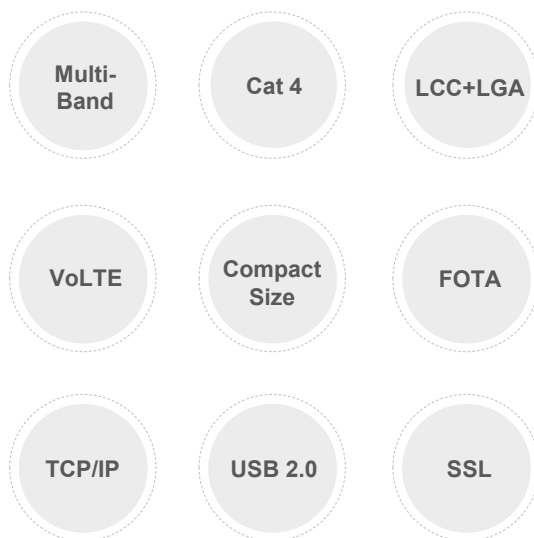 Multi-
Band
Cat 4
LCC+LGA
VoLTE
Compact
Size
FOTA
TCP/IP
USB 2.0
SSL